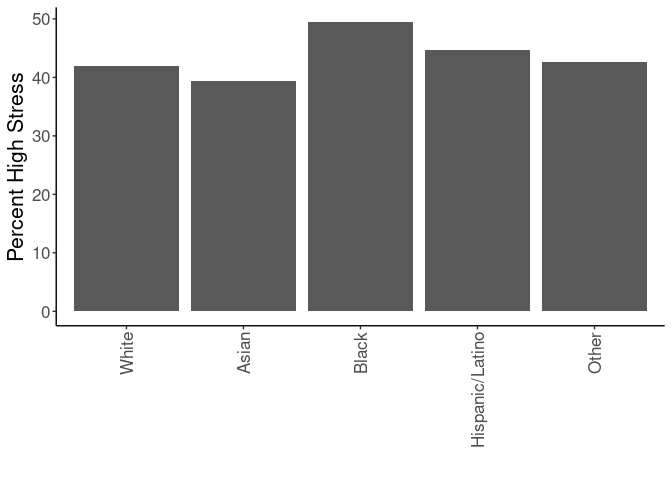 Percent High Stress
50
40
30
20
10
0
White
Asian
Black
Hispanic/Latino
Other